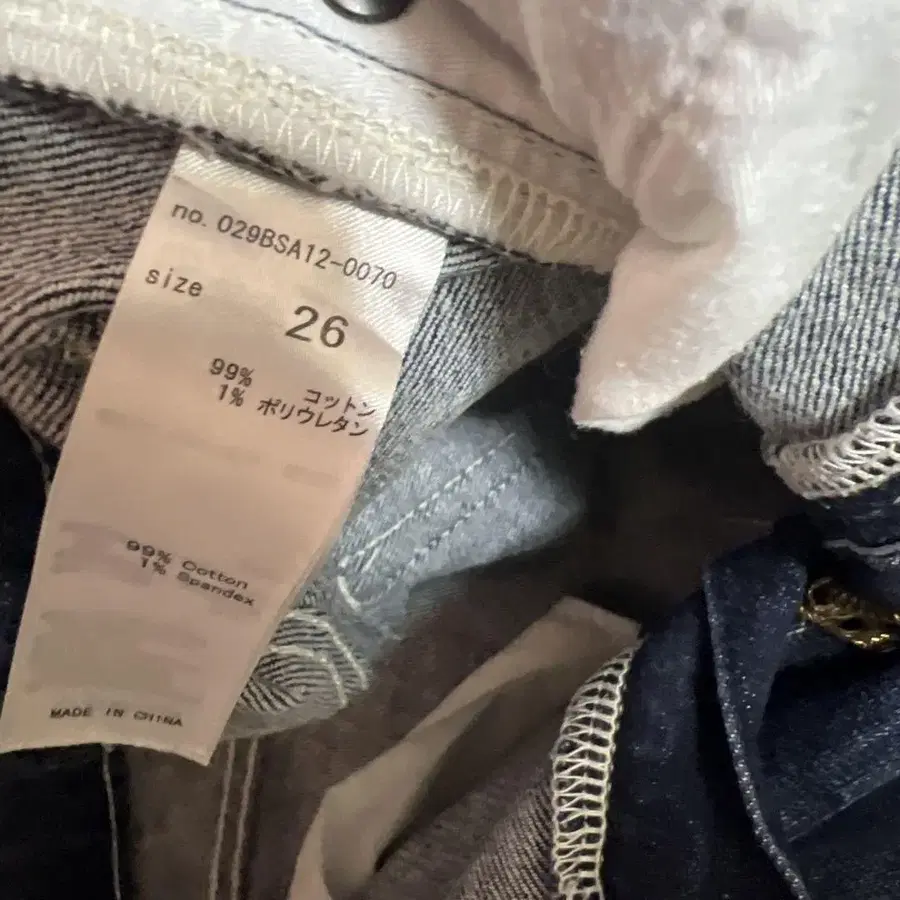 no. 029BSA12-0070
size
26
99% コットン
1% ポリウレタン
99% Cotton
1% Spandex
MADE IN CHINA